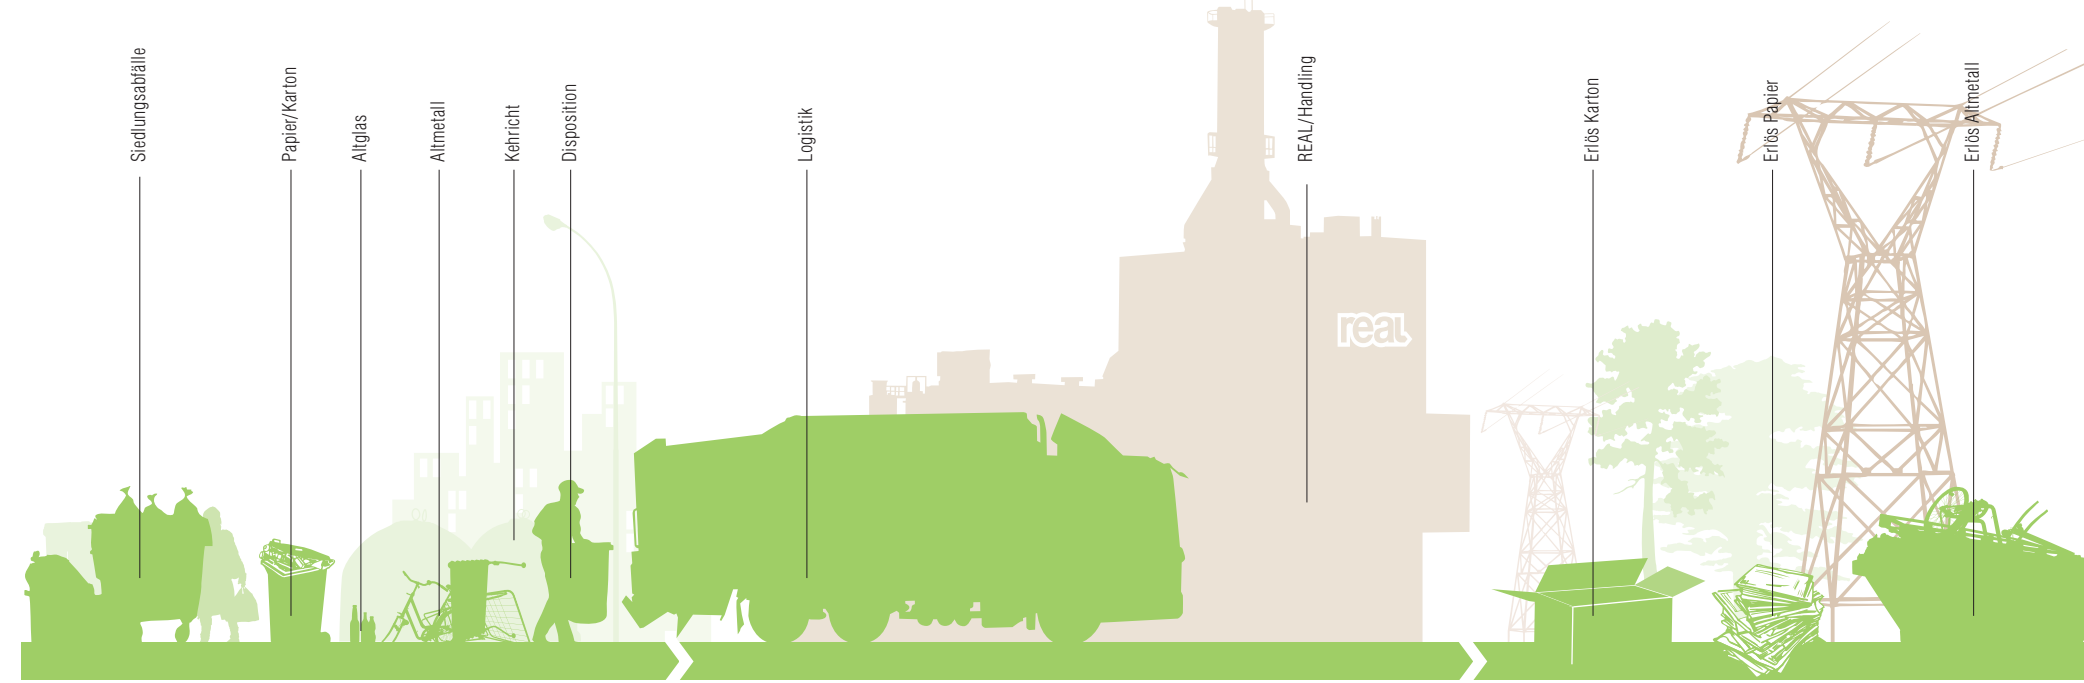 Siedlungsabfälle
Papier/Karton
Altglas
Altmetall
Kehricht
Disposition
Logistik
REAL/Handling
real
Erlös Karton
Erlös Papier
Erlös Altmetall